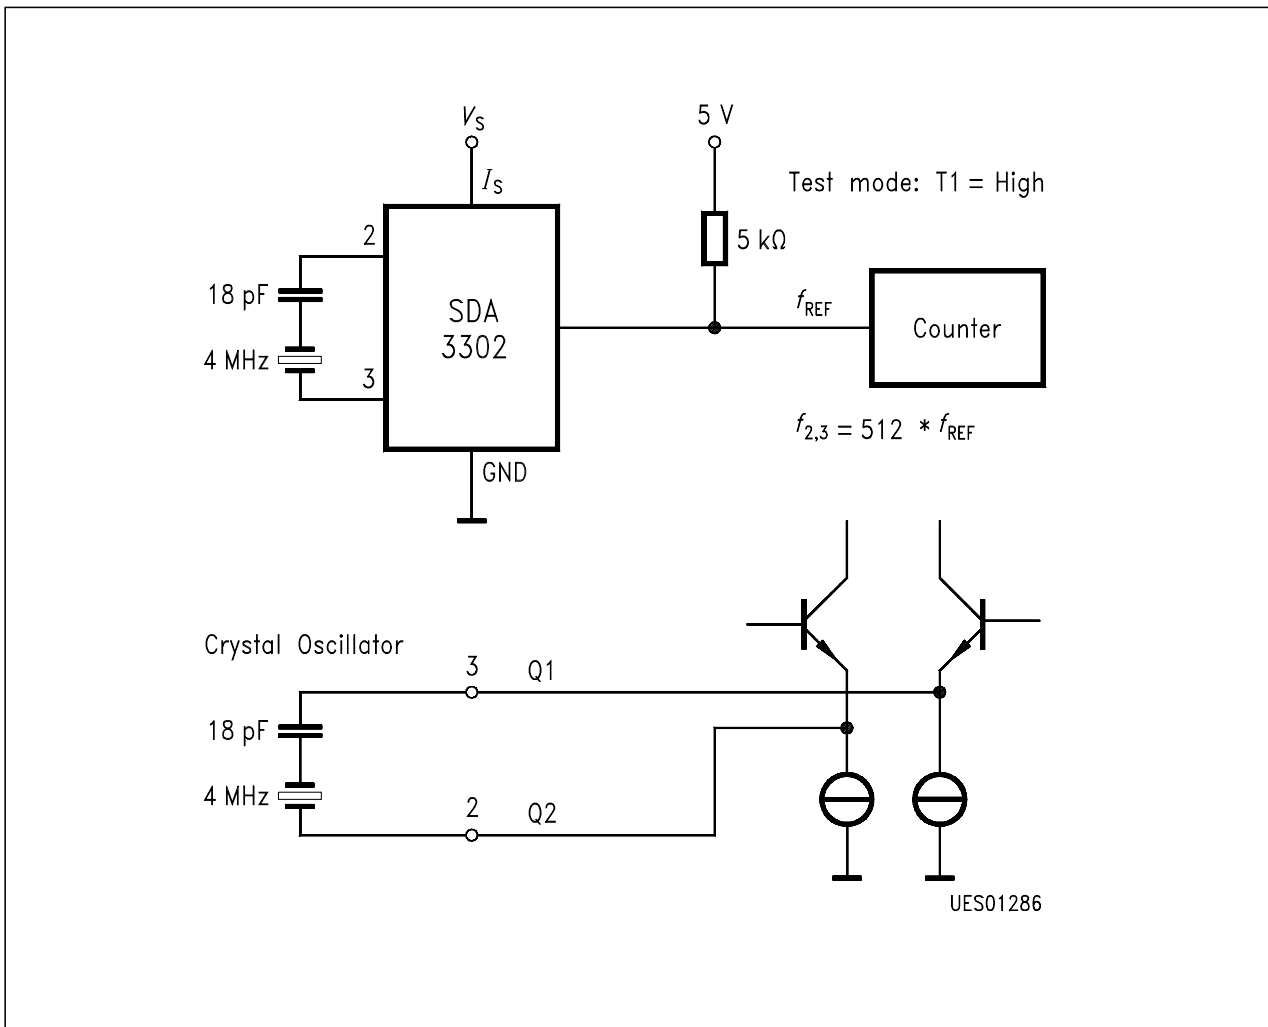 V_S
5 V
I_S
Test mode: T1 = High
2
5 kΩ
18 pF
SDA
3302
f_REF
Counter
4 MHz
3
f_2,3 = 512 * f_REF
GND
Crystal Oscillator
3
Q1
18 pF
4 MHz
2
Q2
UES01286